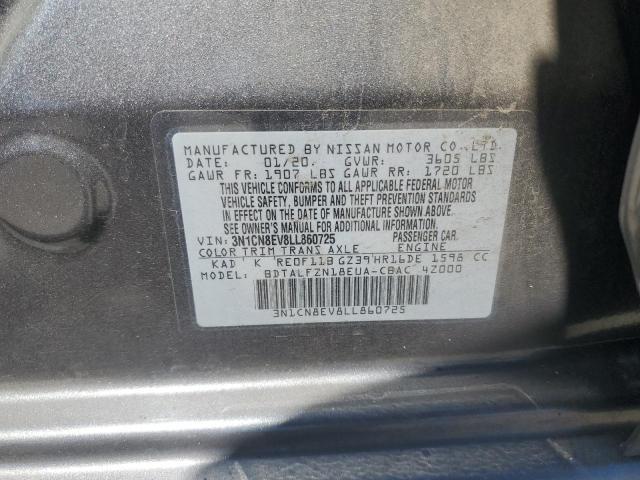 MANUFACTURED BY NISSAN MOTOR CO., LTD.
DATE: 01/20. GVWR: 3605 LBS
GAWR FR: 1907 LBS GAWR RR: 1720 LBS
THIS VEHICLE CONFORMS TO ALL APPLICABLE FEDERAL MOTOR
VEHICLE SAFETY, BUMPER AND THEFT PREVENTION STANDARDS
IN EFFECT ON THE DATE OF MANUFACTURE SHOWN ABOVE.
SEE OWNER'S MANUAL FOR MORE INFORMATION.
VIN: 3N1CN8EV8LL860725 PASSENGER CAR.
COLOR TRIM TRANS AXLE ENGINE
KAD K RE0F11B GZ39 HR16DE 1598 CC
MODEL: BDTALFZN18EUA-CBAC 4Z000
3N1CN8EV8LL860725